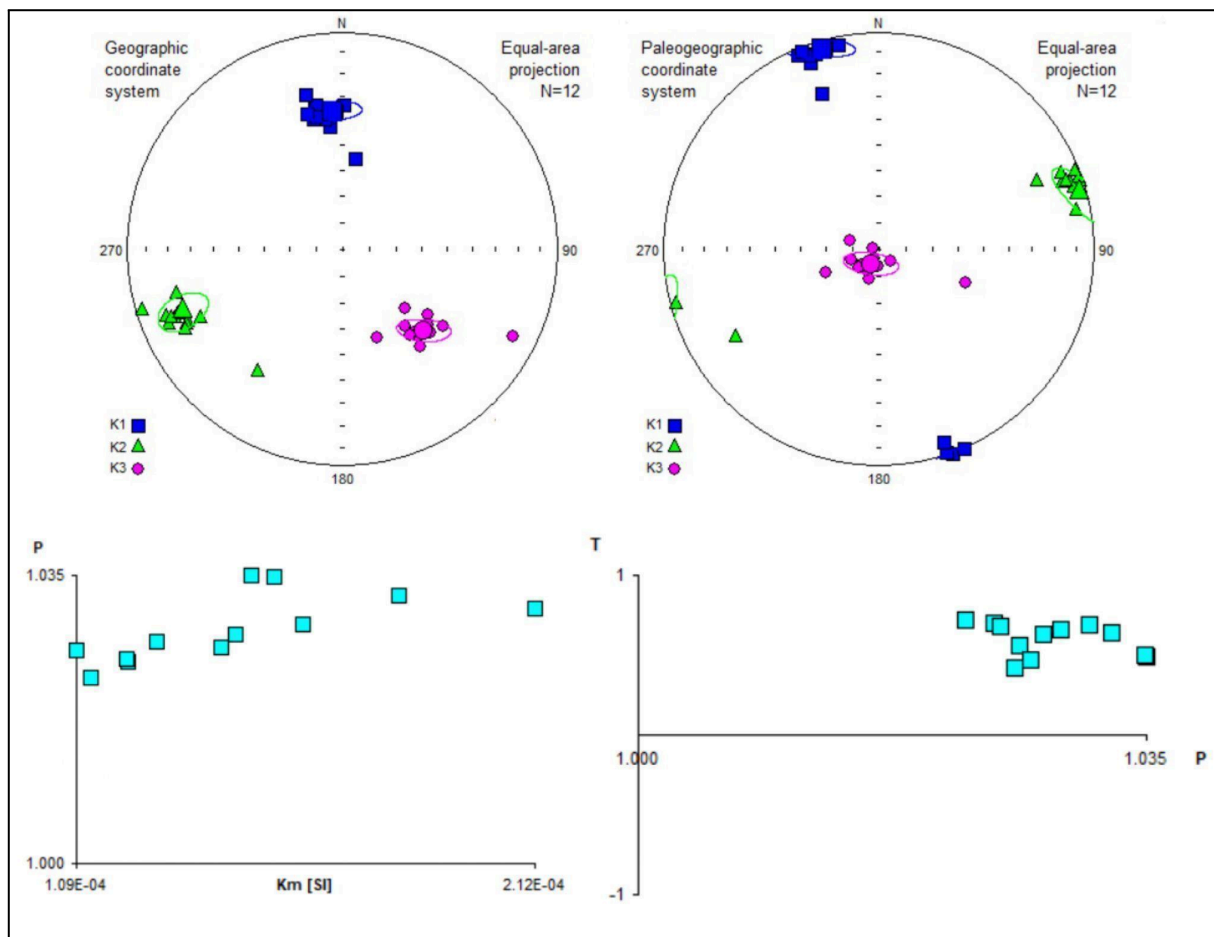 N
Geographic
coordinate
system
Equal-area
projection
N=12
270
90
180
K1
K2
K3
N
Paleogeographic
coordinate
system
Equal-area
projection
N=12
270
90
180
K1
K2
K3
P
1.035
1.000
1.09E-04
Km [SI]
2.12E-04
T
1
1.000
1.035
P
-1